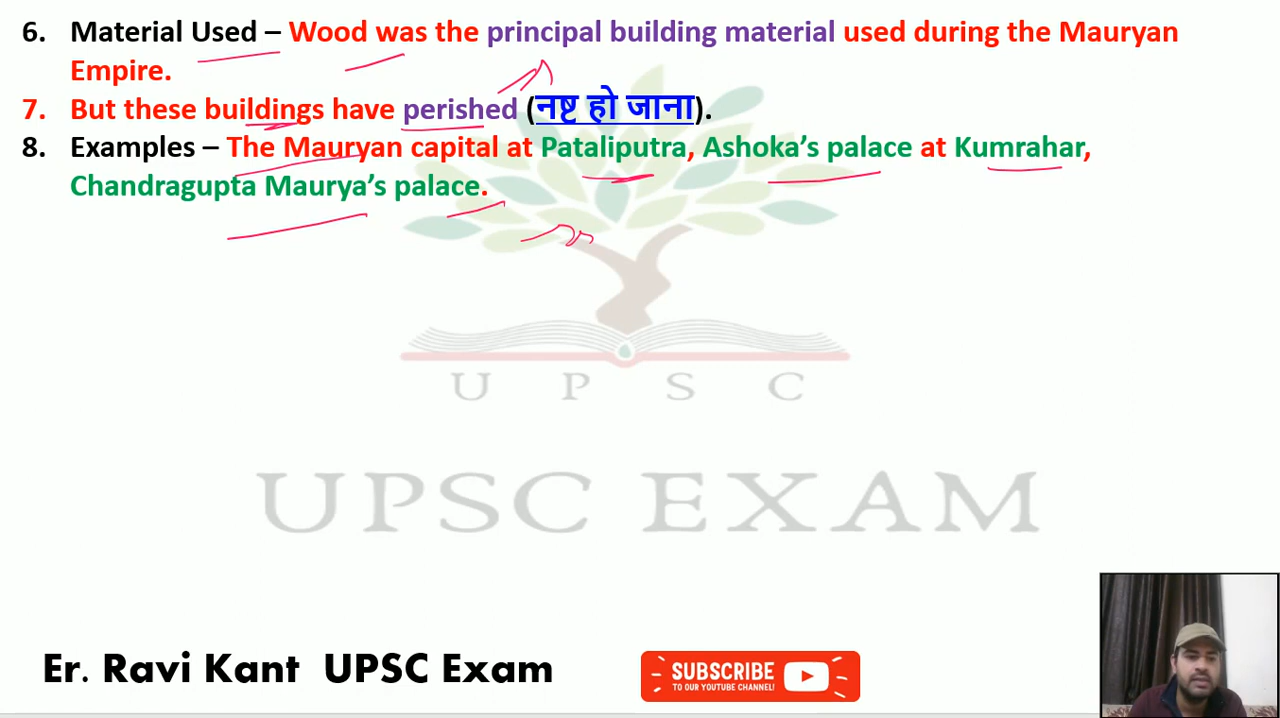 6. Material Used – Wood was the principal building material used during the Mauryan
Empire.
7. But these buildings have perished (नष्ट हो जाना).
8. Examples – The Mauryan capital at Pataliputra, Ashoka's palace at Kumrahar,
Chandragupta Maurya's palace.
U P S C
UPSC EXAM
Er. Ravi Kant UPSC Exam
SUBSCRIBE
TO OUR YOUTUBE CHANNEL!